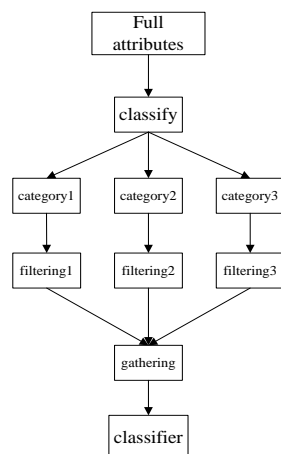 Full
attributes
classify
category1
category2
category3
filtering1
filtering2
filtering3
gathering
classifier